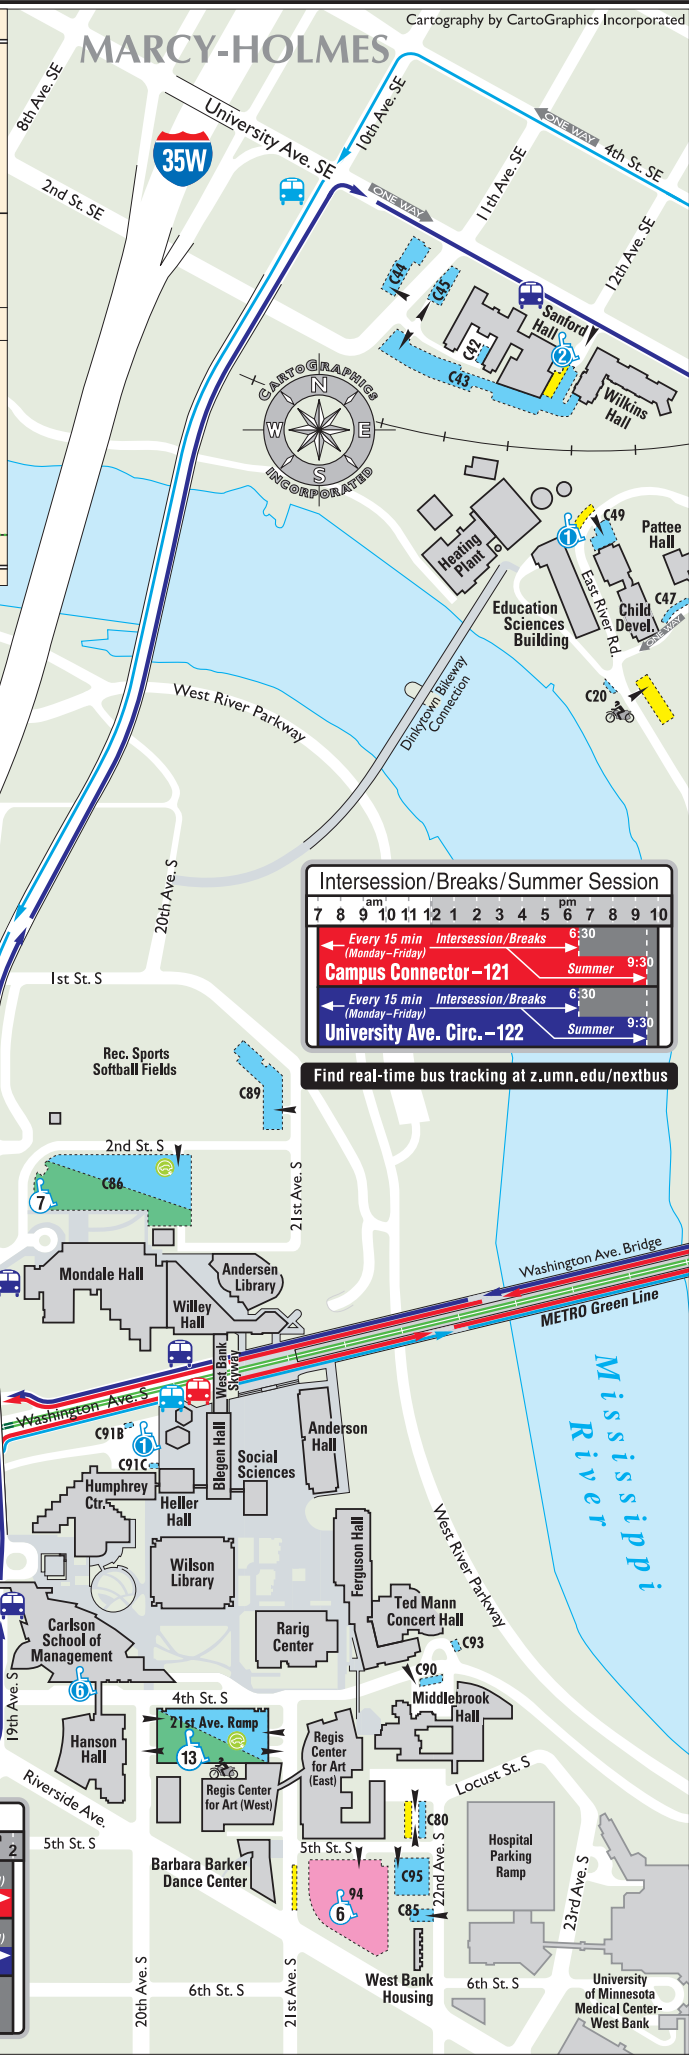 Cartography by CartoGraphics Incorporated
MARCY-HOLMES
8th Ave. SE
University Ave. SE
10th Ave. SE
ONE WAY
4th St. SE
35W
2nd St. SE
ONE WAY
11th Ave. SE
12th Ave. SE
C44
C45
Sanford
Hall
C42
2
C43
Wilkins
Hall
CARTOGRAPHICS
N
W
E
S
INCORPORATED
Heating
Plant
1
C49
Pattee
Hall
Education
Sciences
Building
East River Rd.
Child
Devel.
C47
ONE WAY
C20
West River Parkway
Dinkytown Bikeway
Connection
20th Ave. S
Intersession/Breaks/Summer Session
am
pm
7 8 9 10 11 12 1 2 3 4 5 6 7 8 9 10
Every 15 min
(Monday–Friday)
Intersession/Breaks
6:30
Campus Connector–121
Summer
9:30
Every 15 min
(Monday–Friday)
Intersession/Breaks
6:30
University Ave. Circ.–122
Summer
9:30
Find real-time bus tracking at z.umn.edu/nextbus
1st St. S
Rec. Sports
Softball Fields
C89
2nd St. S
C86
7
21st Ave. S
Mondale Hall
Andersen
Library
Willey
Hall
Washington Ave. Bridge
METRO Green Line
West Bank
Skyway
Washington Ave. S
Mississippi
River
C91B
1
C91C
Blegen Hall
Social
Sciences
Anderson
Hall
Humphrey
Ctr.
Heller
Hall
Wilson
Library
Ferguson Hall
West River Parkway
Ted Mann
Concert Hall
Rarig
Center
Carlson
School of
Management
C93
C90
19th Ave. S
6
4th St. S
Middlebrook
Hall
21st Ave. Ramp
13
Hanson
Hall
Regis
Center
for Art
(East)
Regis Center
for Art (West)
Locust St. S
Riverside Ave.
C80
5th St. S
5th St. S
22nd Ave. S
Hospital
Parking
Ramp
Barbara Barker
Dance Center
2
94
6
C95
C85
23rd Ave. S
West Bank
Housing
20th Ave. S
6th St. S
21st Ave. S
6th St. S
University
of Minnesota
Medical Center-
West Bank